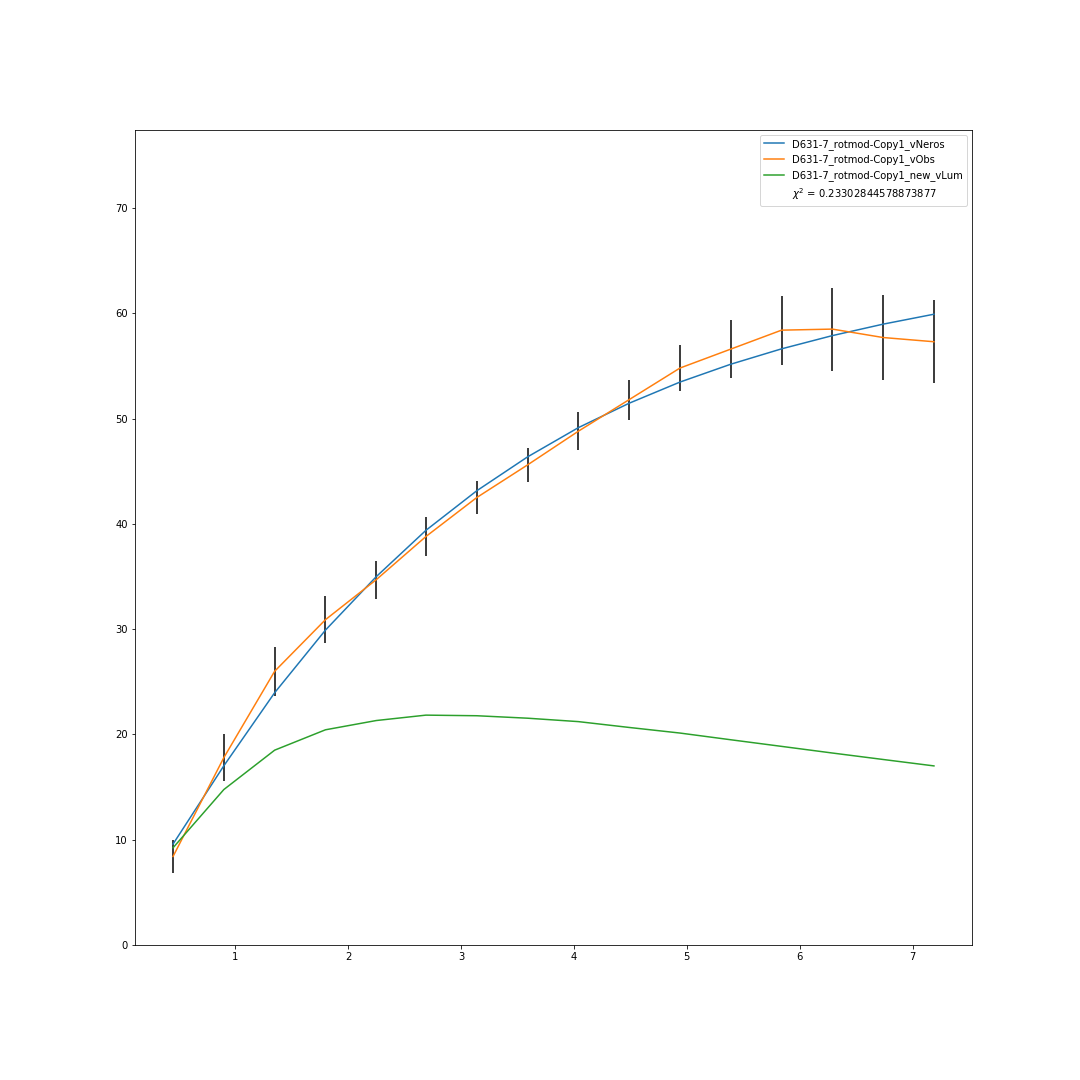 D631-7_rotmod-Copy1_vNeros
D631-7_rotmod-Copy1_vObs
D631-7_rotmod-Copy1_new_vLum
χ² = 0.23302844578873877
70
60
50
40
30
20
10
0
1 2 3 4 5 6 7